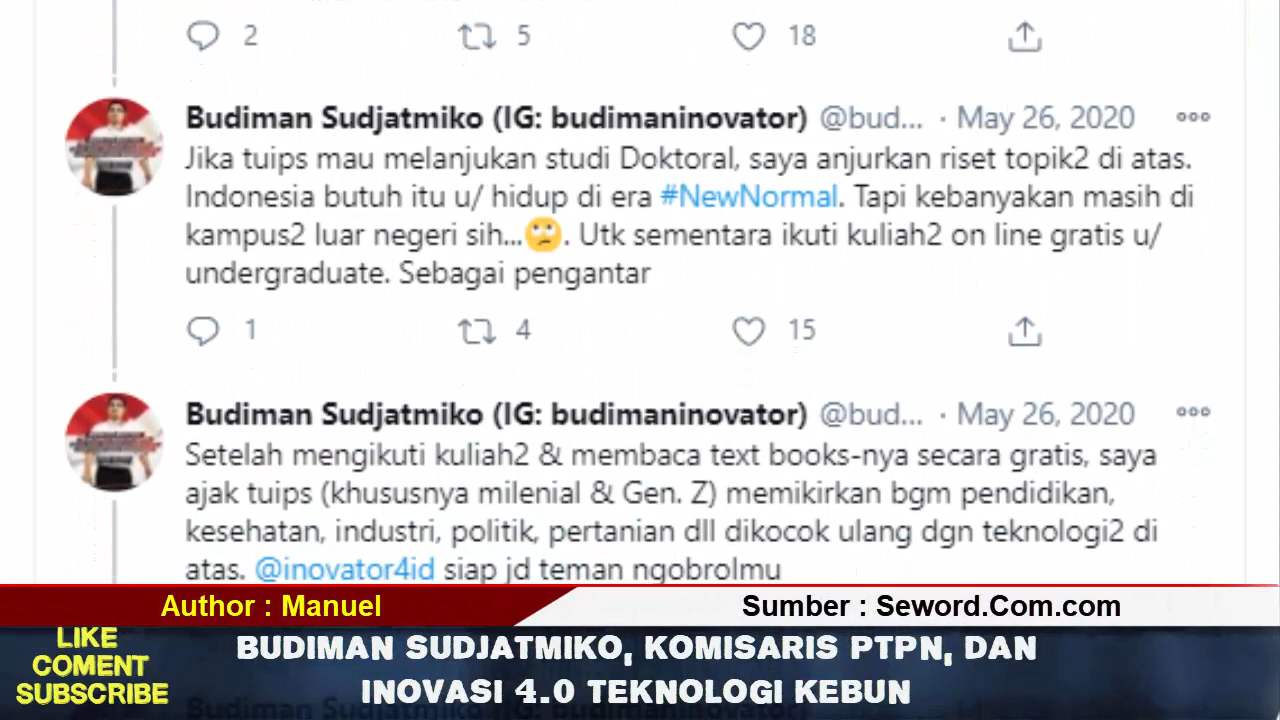 2 5 18
Budiman Sudjatmiko (IG: budimaninovator) @bud... · May 26, 2020
Jika tuips mau melanjukan studi Doktoral, saya anjurkan riset topik2 di atas.
Indonesia butuh itu u/ hidup di era #NewNormal. Tapi kebanyakan masih di
kampus2 luar negeri sih...🙄. Utk sementara ikuti kuliah2 on line gratis u/
undergraduate. Sebagai pengantar
1 4 15
Budiman Sudjatmiko (IG: budimaninovator) @bud... · May 26, 2020
Setelah mengikuti kuliah2 & membaca text books-nya secara gratis, saya
ajak tuips (khususnya milenial & Gen. Z) memikirkan bgm pendidikan,
kesehatan, industri, politik, pertanian dll dikocok ulang dgn teknologi2 di
atas. @inovator4id siap jd teman ngobrolmu
Author : Manuel
Sumber : Seword.Com.com
LIKE
COMENT
SUBSCRIBE
BUDIMAN SUDJATMIKO, KOMISARIS PTPN, DAN
INOVASI 4.0 TEKNOLOGI KEBUN
Budiman Sudjatmiko (IG: budimaninovator)